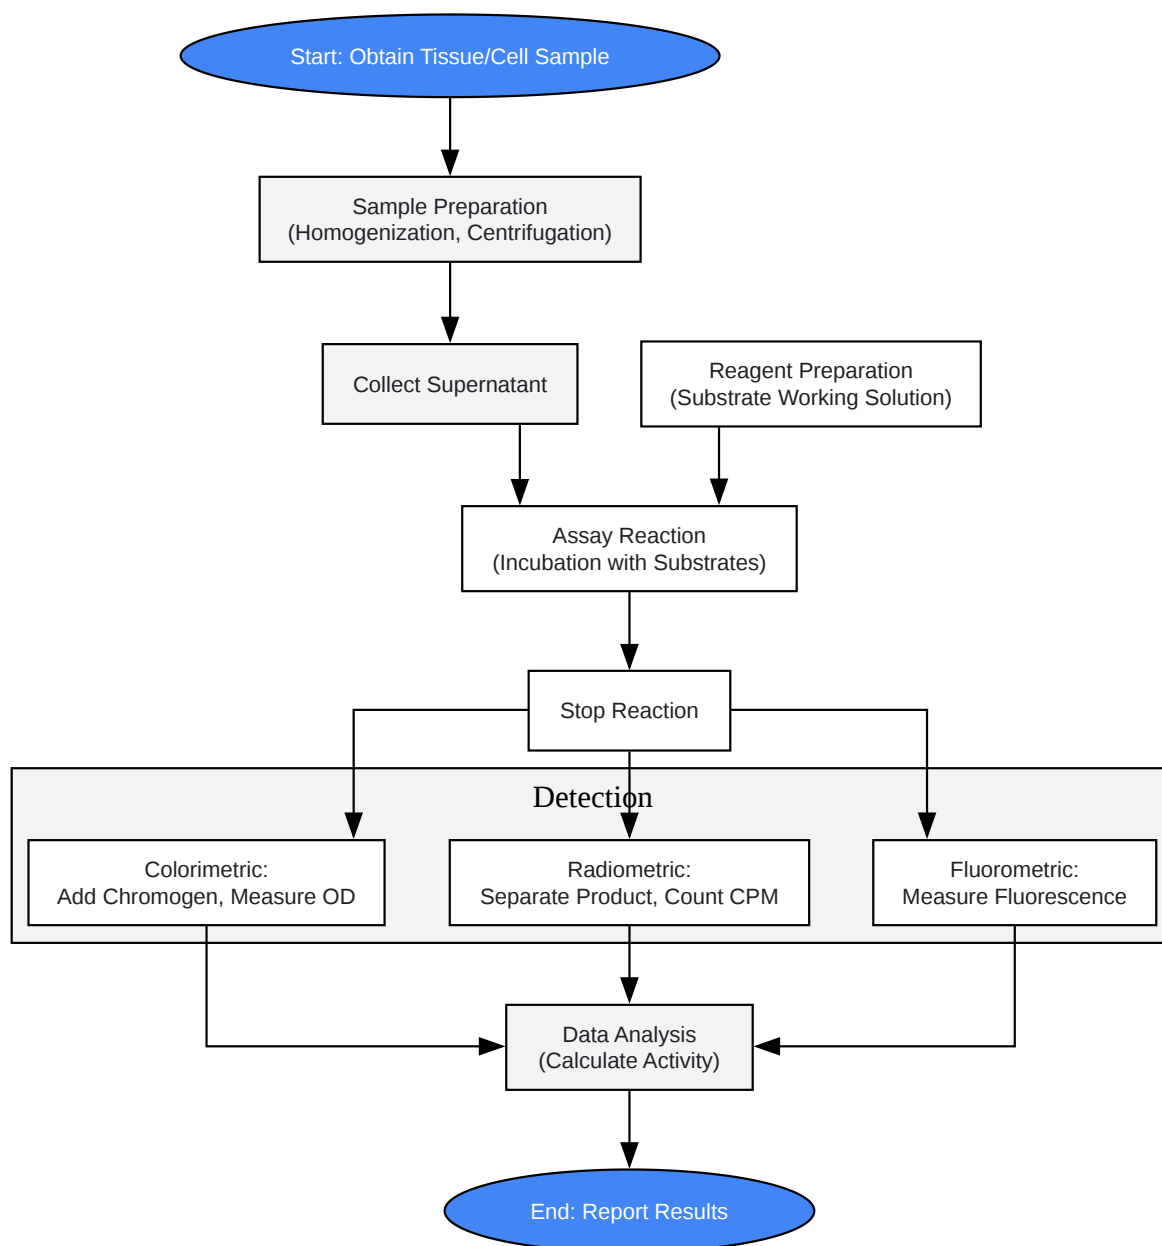 Start: Obtain Tissue/Cell Sample
Sample Preparation
(Homogenization, Centrifugation)
Collect Supernatant
Reagent Preparation
(Substrate Working Solution)
Assay Reaction
(Incubation with Substrates)
Stop Reaction
Detection
Colorimetric:
Add Chromogen, Measure OD
Radiometric:
Separate Product, Count CPM
Fluorometric:
Measure Fluorescence
Data Analysis
(Calculate Activity)
End: Report Results